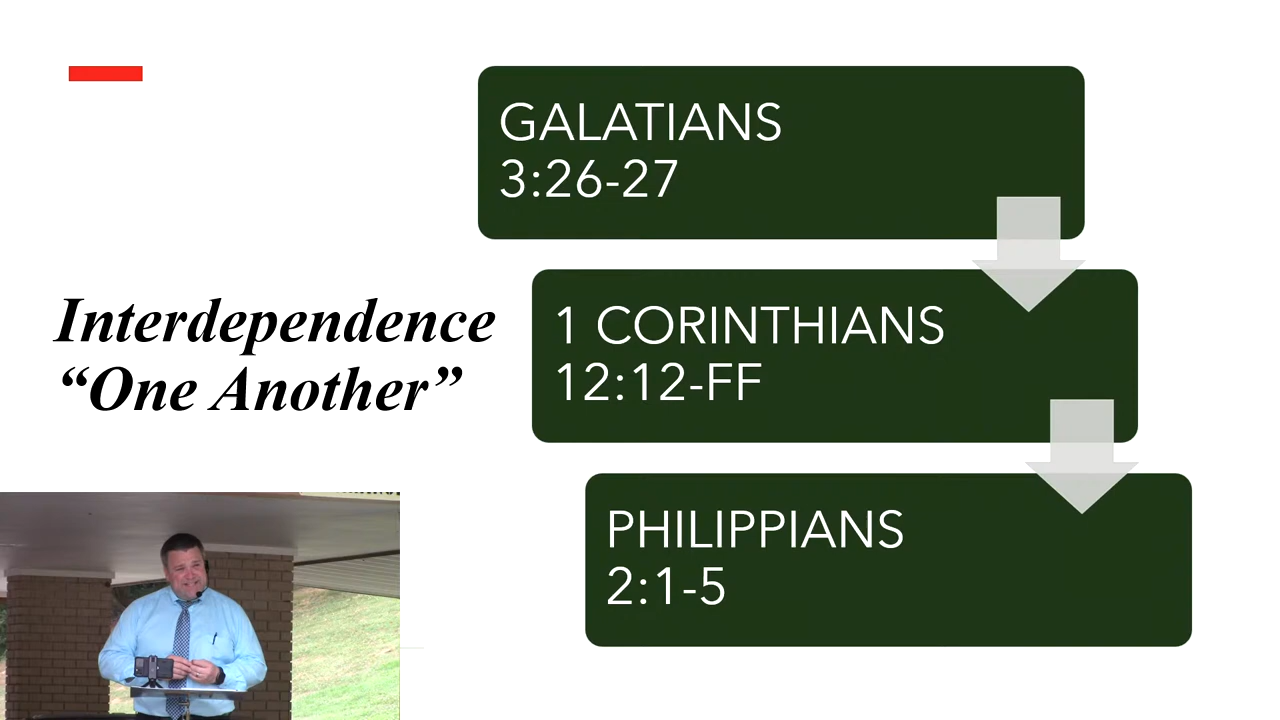 GALATIANS
3:26-27
Interdependence
“One Another”
1 CORINTHIANS
12:12-FF
PHILIPPIANS
2:1-5